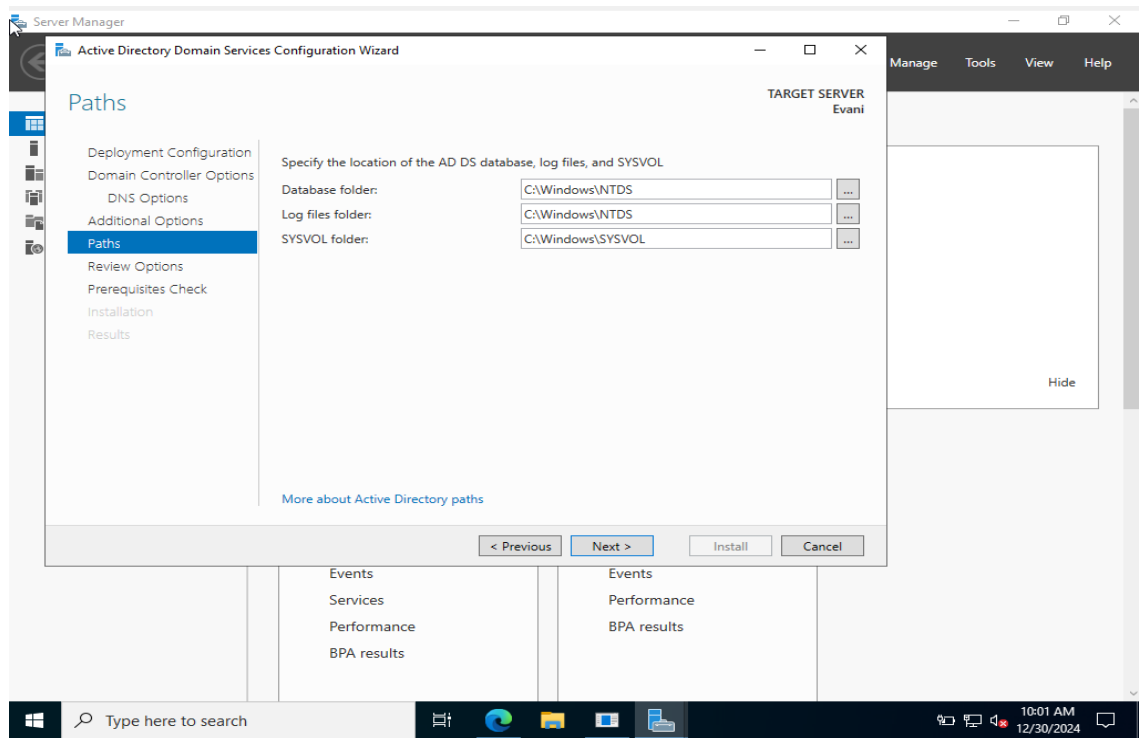 Server Manager
Active Directory Domain Services Configuration Wizard
Manage Tools View Help
Paths
TARGET SERVER
Evani
Deployment Configuration
Domain Controller Options
DNS Options
Additional Options
Paths
Review Options
Prerequisites Check
Installation
Results
Specify the location of the AD DS database, log files, and SYSVOL
Database folder: C:\Windows\NTDS ...
Log files folder: C:\Windows\NTDS ...
SYSVOL folder: C:\Windows\SYSVOL ...
More about Active Directory paths
Hide
< Previous Next > Install Cancel
Events
Services
Performance
BPA results
Events
Performance
BPA results
Type here to search
10:01 AM
12/30/2024